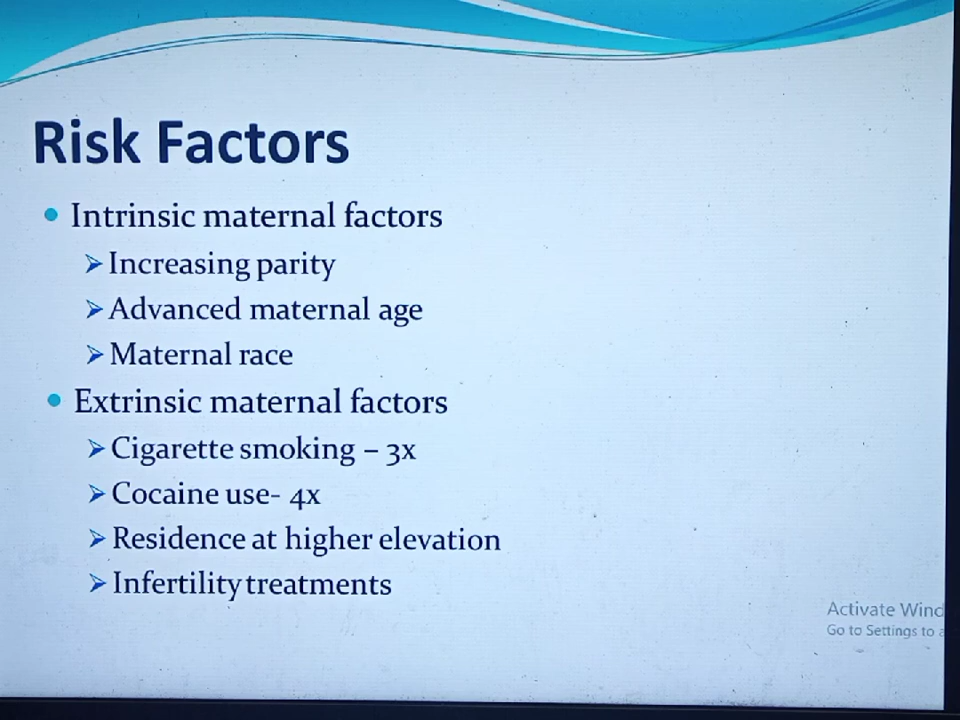 Risk Factors
Intrinsic maternal factors
Increasing parity
Advanced maternal age
Maternal race
Extrinsic maternal factors
Cigarette smoking – 3x
Cocaine use- 4x
Residence at higher elevation
Infertility treatments
Activate Wind
Go to Settings to a